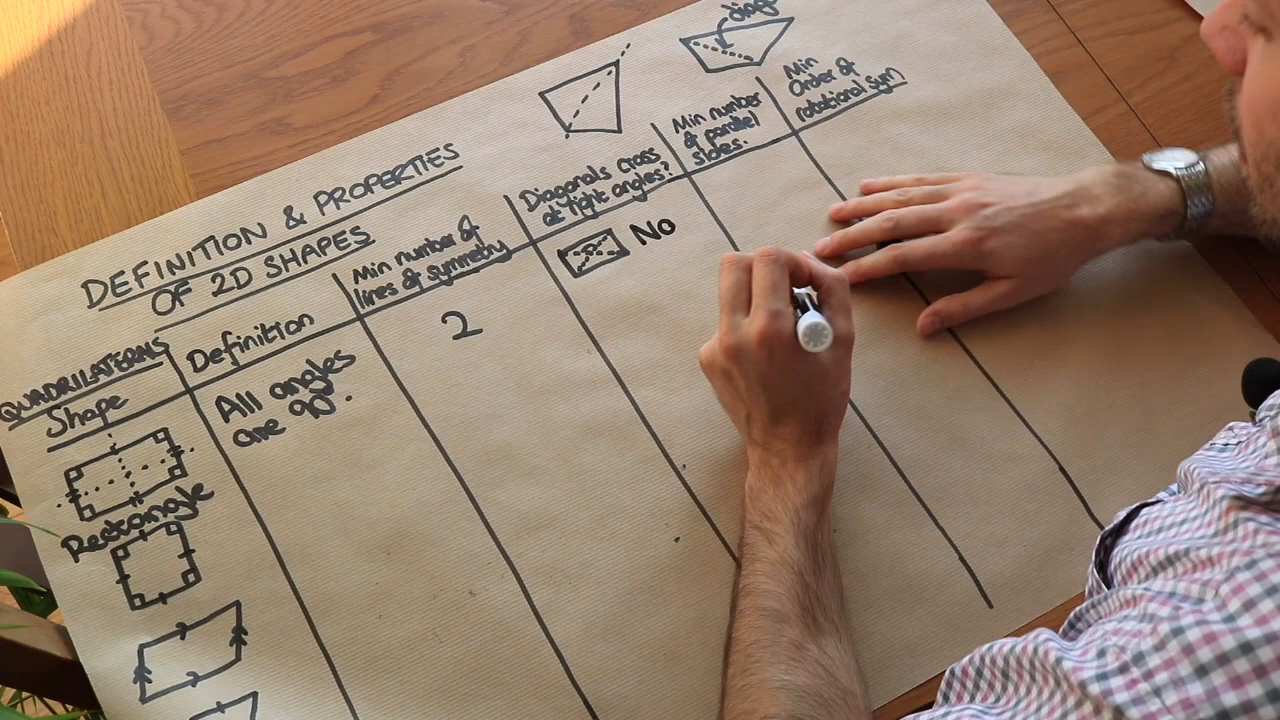 DEFINITION & PROPERTIES
OF 2D SHAPES
QUADRILATERALS
Shape
Definition
Min number of
lines of symmetry
Diagonals cross
at right angles?
Min number
of parallel
sides.
Min
Order of
rotational sym
Rectangle
All angles
are 90°.
2
No